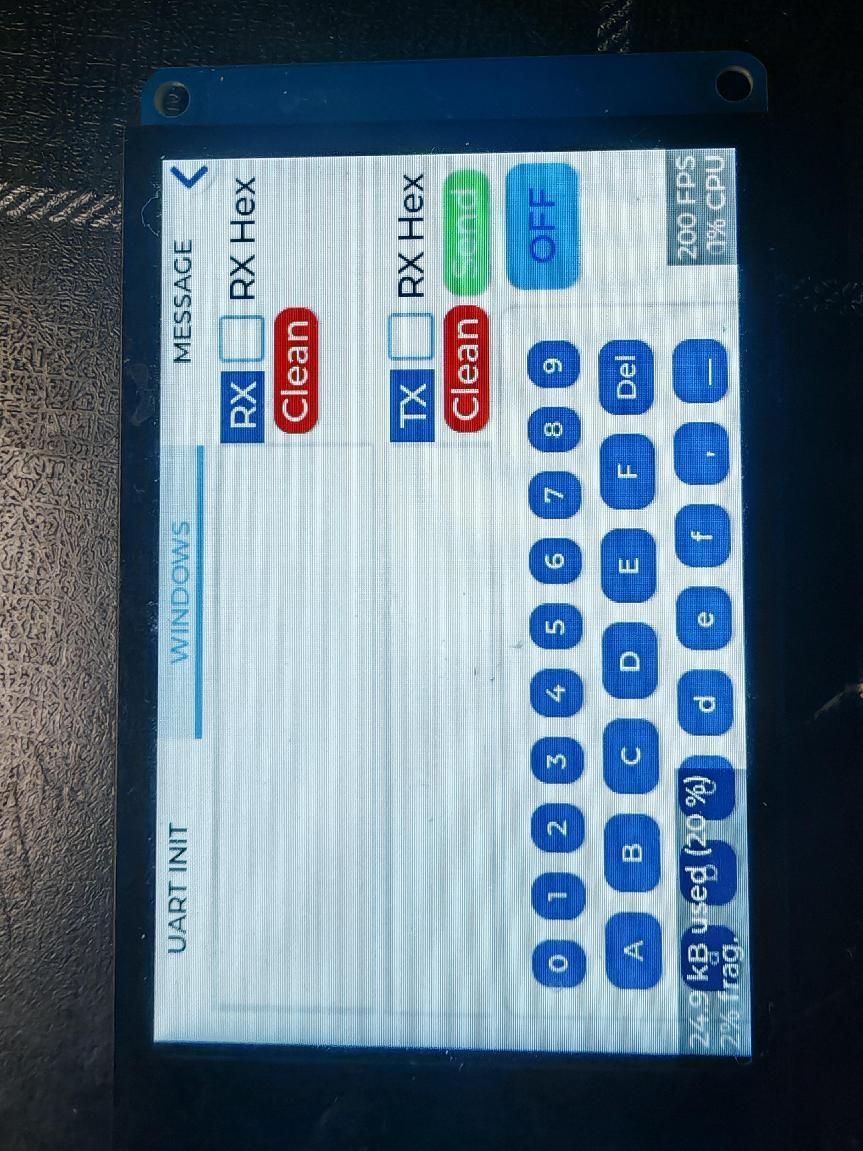 UART INIT
WINDOWS
MESSAGE
RX
RX Hex
Clean
TX
RX Hex
Clean
Send
OFF
0 1 2 3 4 5 6 7 8 9
A B C D E F Del
d e f , _
24.9 kB used (20 %)
2% frag.
200 FPS
0% CPU